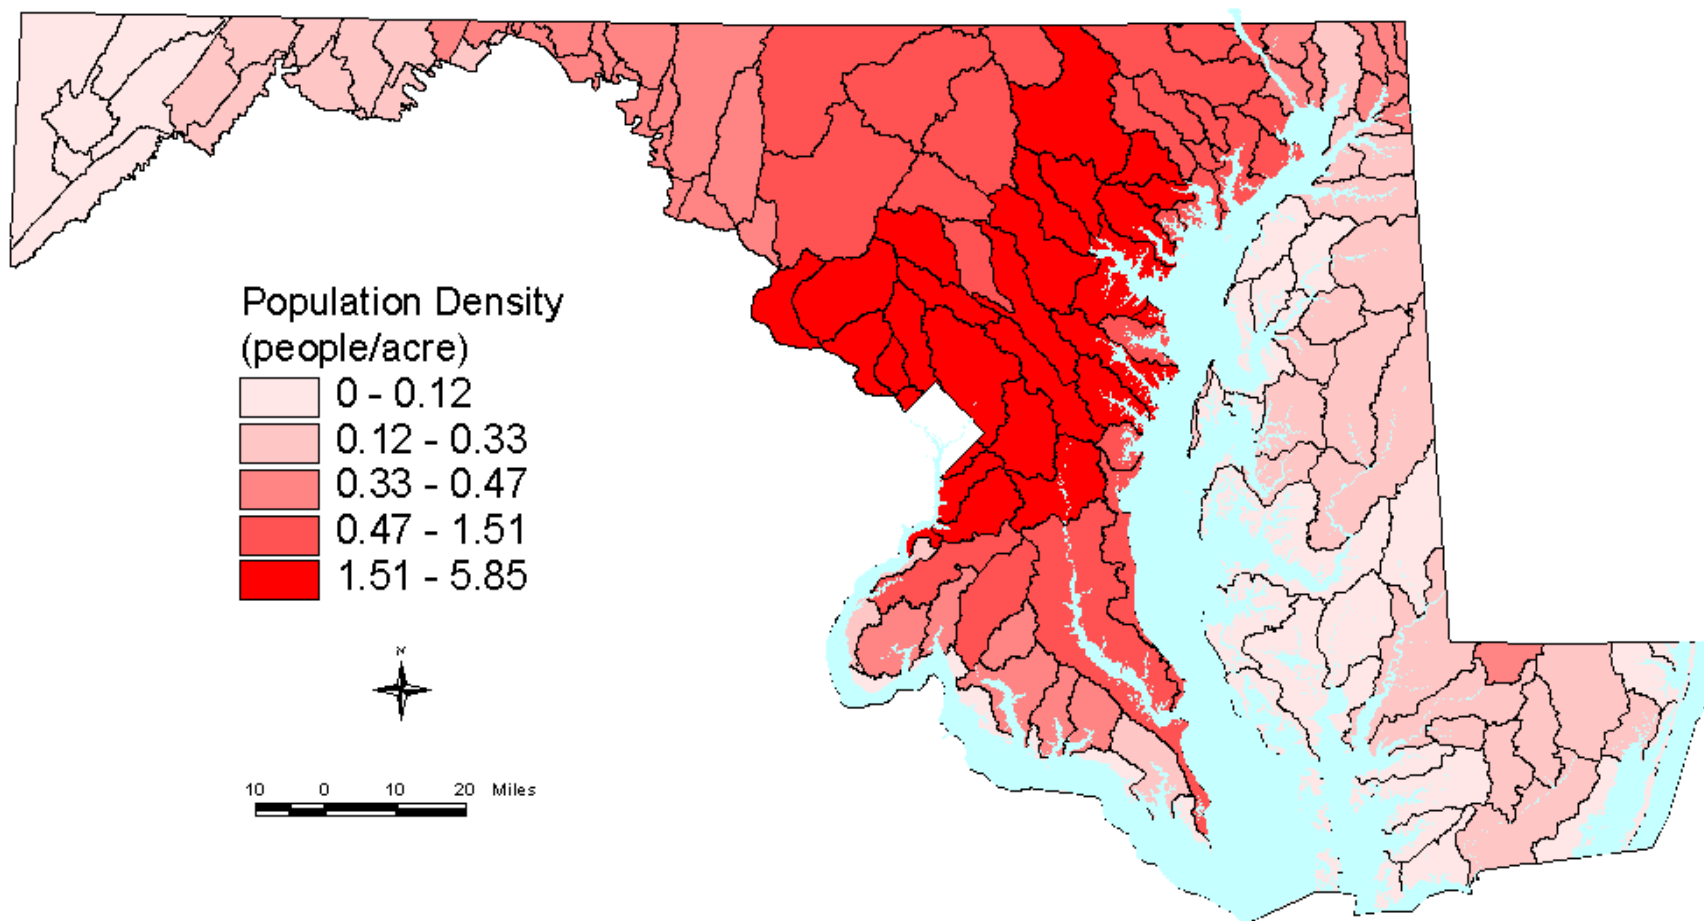 Population Density
(people/acre)
0 - 0.12
0.12 - 0.33
0.33 - 0.47
0.47 - 1.51
1.51 - 5.85
N
10 0 10 20 Miles